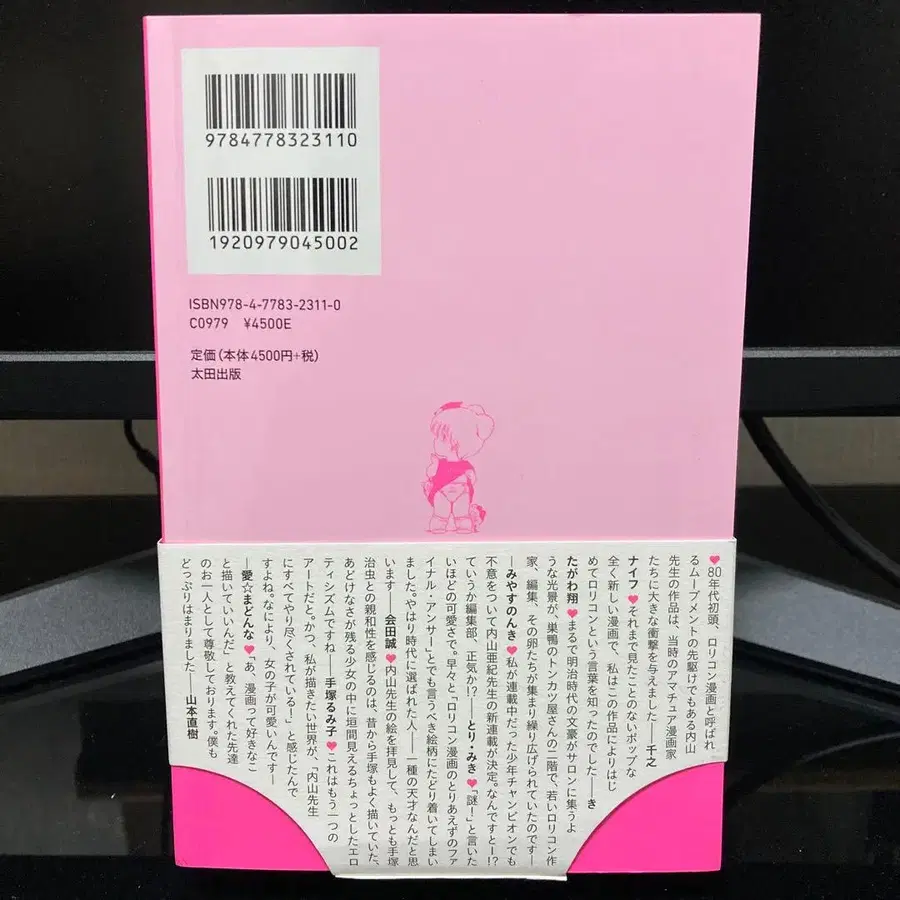 9784778323110
1920979045002
ISBN978-4-7783-2311-0
C0979 ¥4500E
定価(本体4500円+税)
太田出版
♥80年代初頭、ロリコン漫画と呼ばれ
るムーブメントの先駆けでもある内山
先生の作品は、当時のアマチュア漫画家
たちに大きな衝撃を与えました——千之
ナイフ♥それまで見たことのないポップな
全く新しい漫画で、私はこの作品によりはじ
めてロリコンという言葉を知ったのでした——き
たがわ翔♥まるで明治時代の文豪がサロンに集うよ
うな光景が、巣鴨のトンカツ屋さんの二階で、若いロリコン作
家、編集、その卵たちが集まり繰り広げられていたのです—
—みやすのんき♥私が連載中だった少年チャンピオンでも
不意をついて内山亜紀先生の新連載が決定。なんですとー!?
ていうか編集部、正気か!?——とり・みき♥「謎!」と言いた
いほどの可愛さで。早々と「ロリコン漫画のとりあえずのファ
イナル・アンサー」とでも言うべき絵柄にたどり着いてしまい
ました。やはり時代に選ばれた人——一種の天才なんだと思
います——会田誠♥内山先生の絵を拝見して、もっとも手塚
治虫との親和性を感じるのは、昔から手塚もよく描いていた、
あどけなさが残る少女の中に垣間見えるちょっとしたエロ
ティシズムですね——手塚るみ子♥これはもう一つの
アートだと。かつ、私が描きたい世界が、「内山先生
にすべてやり尽くされているー!」と感じたんで
すよね。なにより、女の子が可愛いんです—
—愛☆まどんな♥「あ、漫画って好きなこ
と描いていいんだ」と教えてくれた先達
のお一人として尊敬しております。僕も
どっぷりはまりました——山本直樹